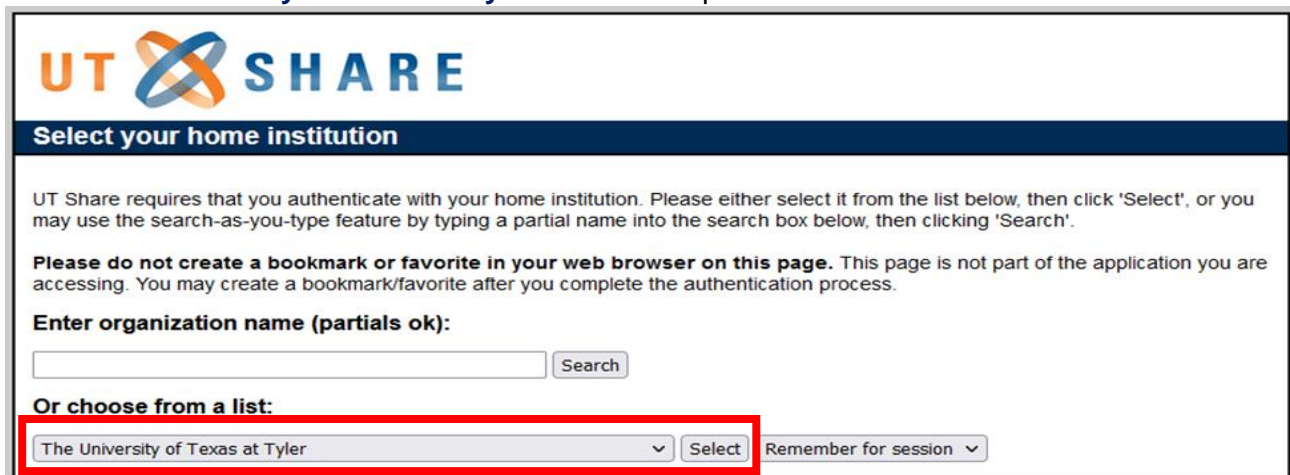 UT SHARE
Select your home institution
UT Share requires that you authenticate with your home institution. Please either select it from the list below, then click 'Select', or you
may use the search-as-you-type feature by typing a partial name into the search box below, then clicking 'Search'.
Please do not create a bookmark or favorite in your web browser on this page. This page is not part of the application you are
accessing. You may create a bookmark/favorite after you complete the authentication process.
Enter organization name (partials ok):
Search
Or choose from a list:
The University of Texas at Tyler Select Remember for session